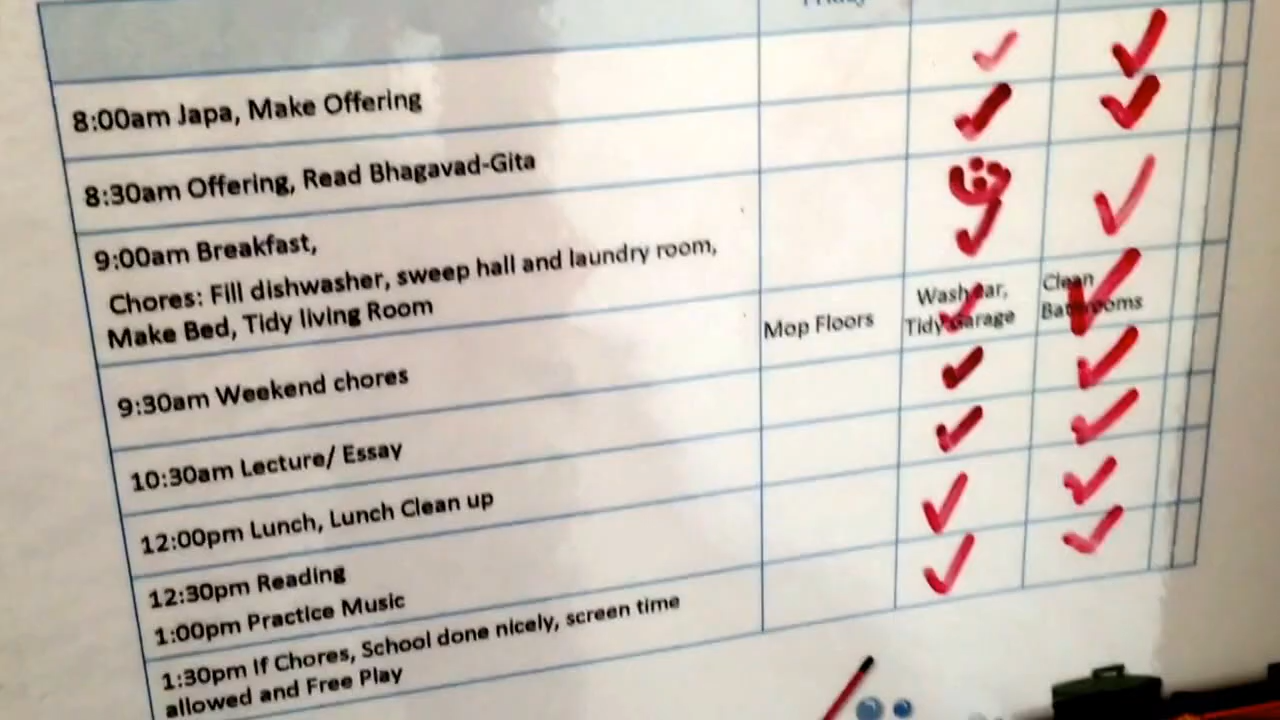 Friday
8:00am Japa, Make Offering
8:30am Offering, Read Bhagavad-Gita
9:00am Breakfast,
Chores: Fill dishwasher, sweep hall and laundry room,
Make Bed, Tidy living Room
9:30am Weekend chores
Mop Floors
Wash car,
Tidy Garage
Clean
Bathrooms
10:30am Lecture/ Essay
12:00pm Lunch, Lunch Clean up
12:30pm Reading
1:00pm Practice Music
1:30pm If Chores, School done nicely, screen time
allowed and Free Play